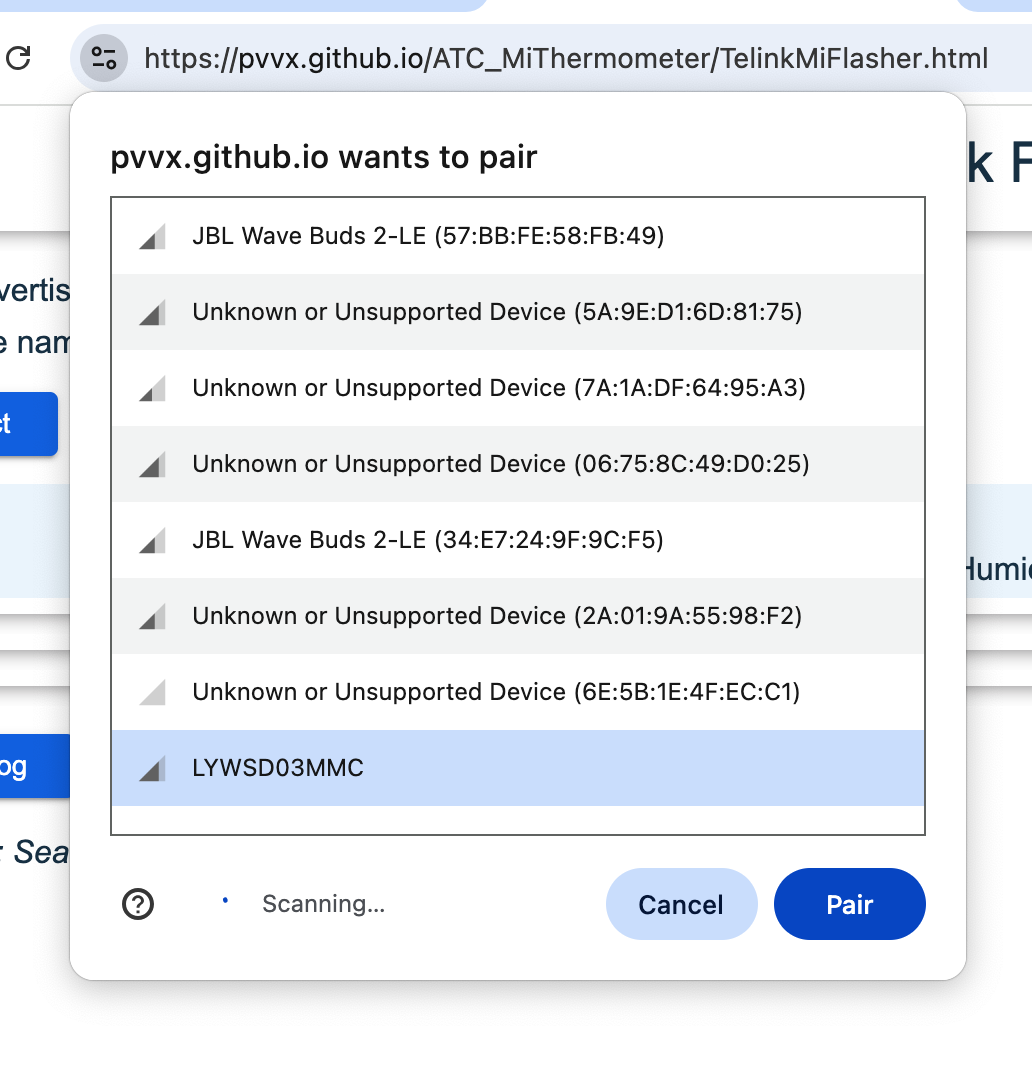 https://pvvx.github.io/ATC_MiThermometer/TelinkMiFlasher.html
pvvx.github.io wants to pair
k F
JBL Wave Buds 2-LE (57:BB:FE:58:FB:49)
vertis
Unknown or Unsupported Device (5A:9E:D1:6D:81:75)
e nam
Unknown or Unsupported Device (7A:1A:DF:64:95:A3)
ct
Unknown or Unsupported Device (06:75:8C:49:D0:25)
JBL Wave Buds 2-LE (34:E7:24:9F:9C:F5)
Humi
Unknown or Unsupported Device (2A:01:9A:55:98:F2)
Unknown or Unsupported Device (6E:5B:1E:4F:EC:C1)
og
LYWSD03MMC
: Sea
Scanning...
Cancel
Pair